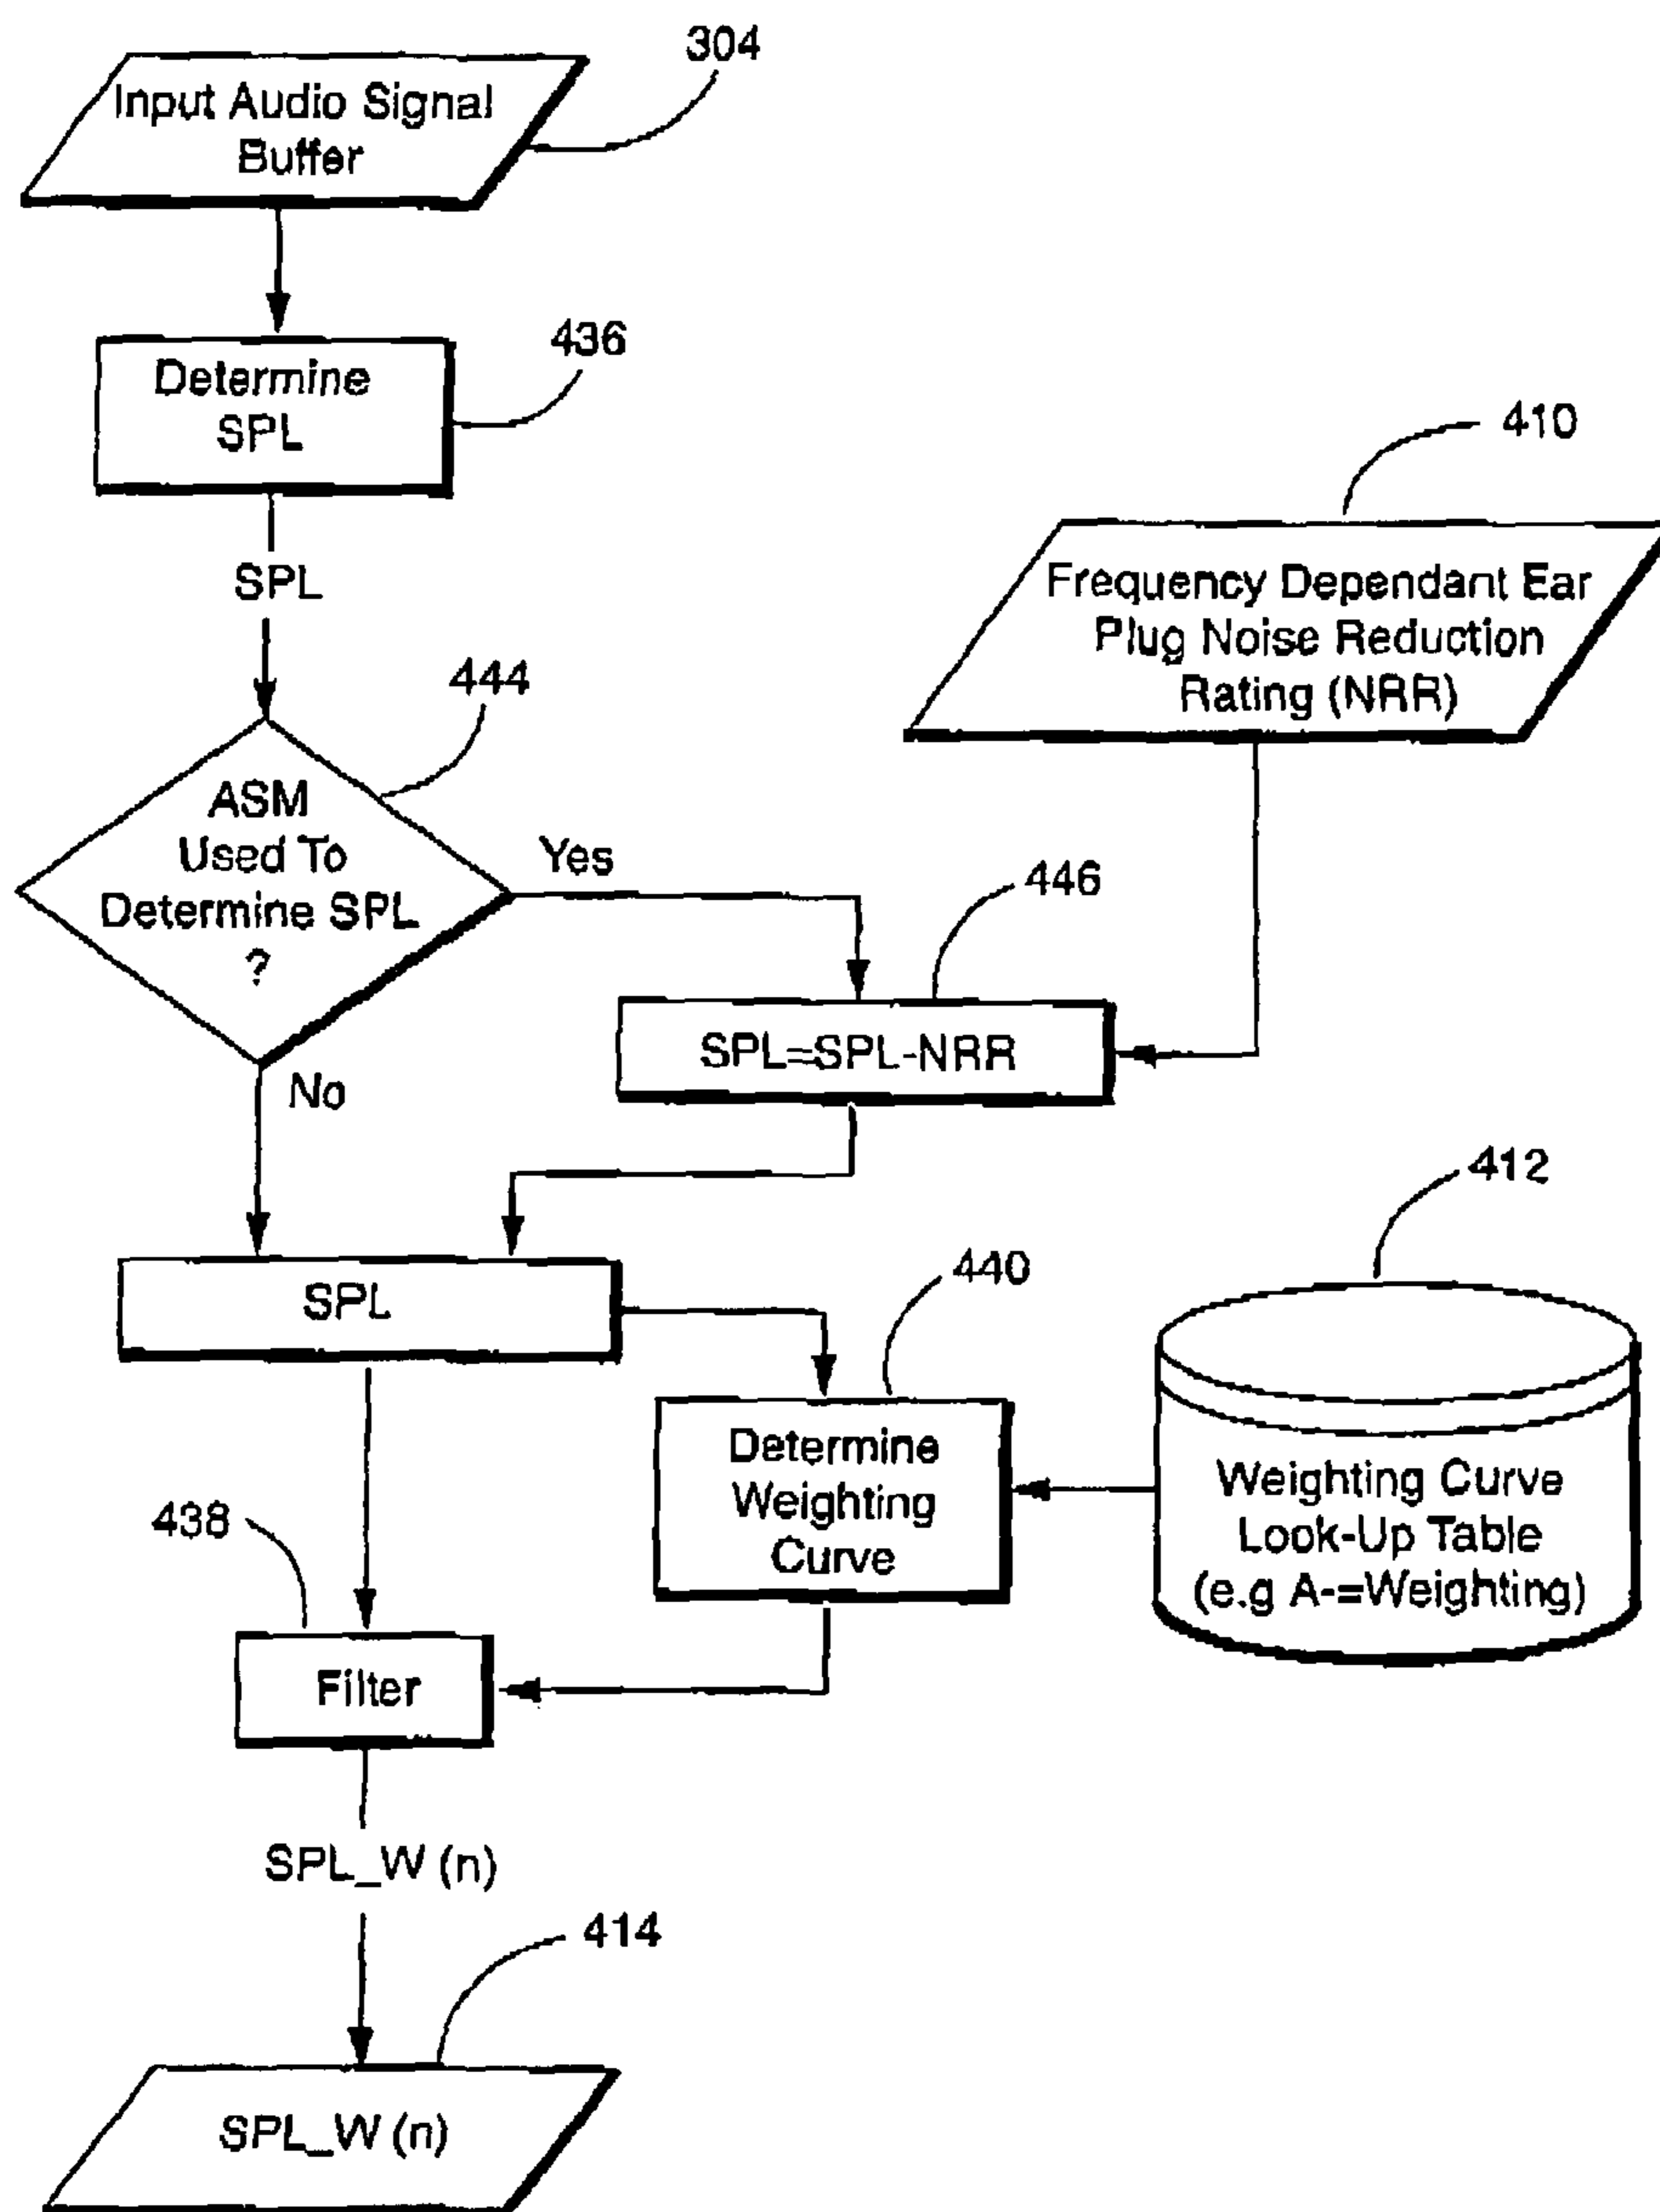 304
Input Audio Signal
Buffer
436
Determine
SPL
410
SPL
Frequency Dependant Ear
Plug Noise Reduction
Rating (NRR)
444
ASM
Used To
Determine SPL
?
Yes
446
SPL=SPL-NRR
No
412
440
SPL
Determine
Weighting
Curve
Weighting Curve
Look-Up Table
(e.g A-=Weighting)
438
Filter
SPL_W (n)
414
SPL_W (n)